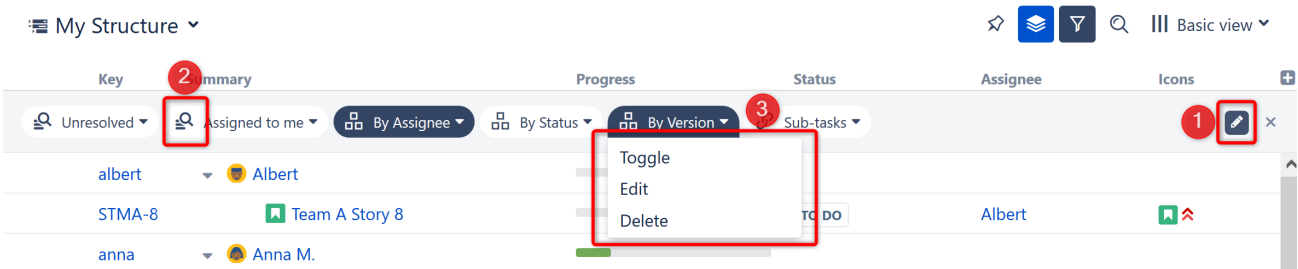 My Structure
Basic view
Key 2 Summary Progress Status Assignee Icons
Unresolved Assigned to me By Assignee By Status By Version 3 Sub-tasks 1
Toggle
albert Albert
Edit
STMA-8 Team A Story 8 TO DO Albert
Delete
anna Anna M.